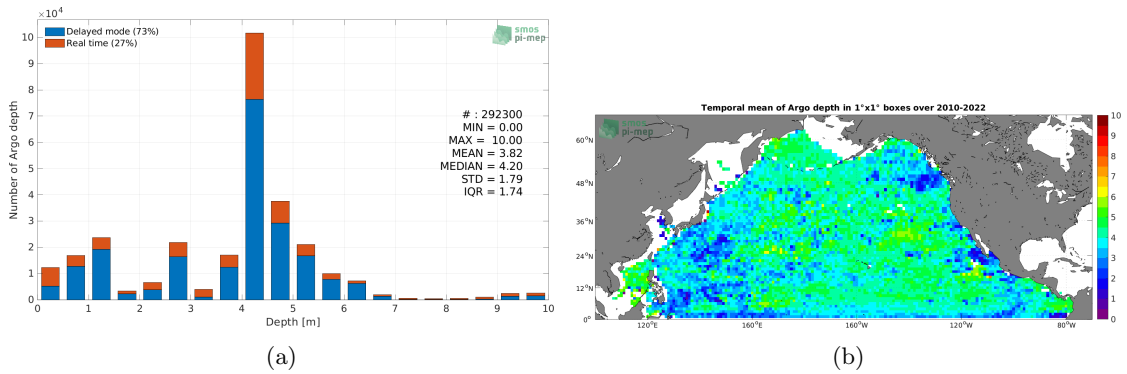 ×10⁴
Delayed mode (73%)
Real time (27%)
smos
pi-mep
10
9
8
7
6
5
4
3
2
1
0
Number of Argo depth
# : 292300
MIN = 0.00
MAX = 10.00
MEAN = 3.82
MEDIAN = 4.20
STD = 1.79
IQR = 1.74
0 1 2 3 4 5 6 7 8 9 10
Depth [m]
(a)
Temporal mean of Argo depth in 1°x1° boxes over 2010-2022
smos
pi-mep
60°N
48°N
36°N
24°N
12°N
0°
120°E 160°E 160°W 120°W 80°W
10
9
8
7
6
5
4
3
2
1
0
(b)